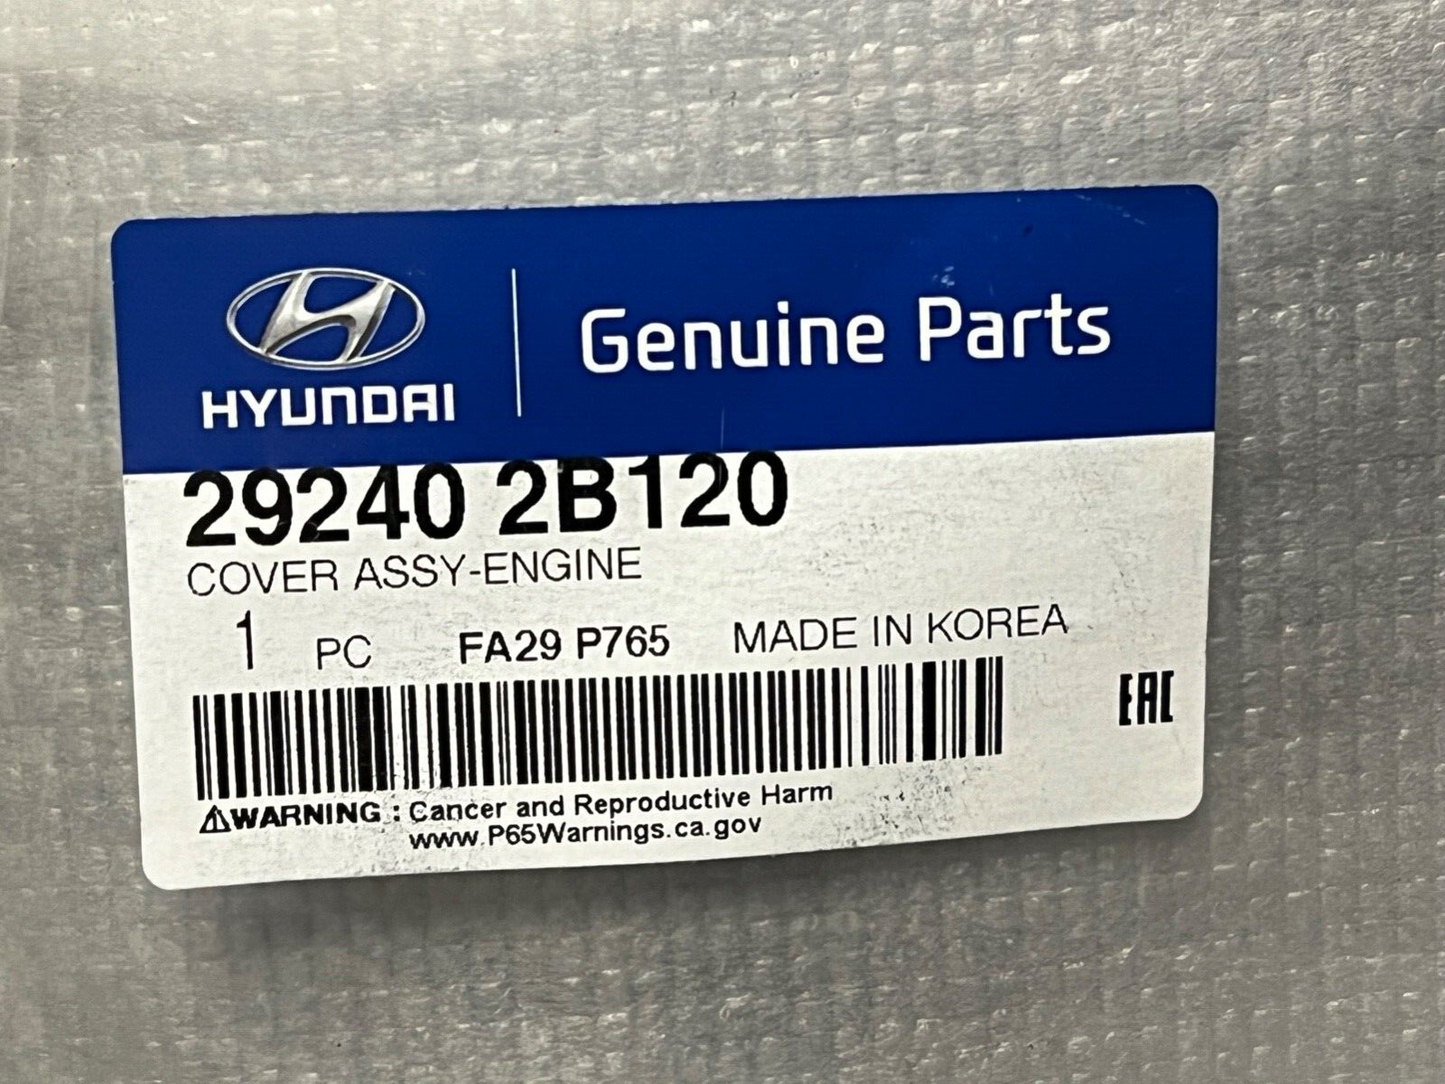 HYUNDAI
Genuine Parts
29240 2B120
COVER ASSY-ENGINE
1 PC FA29 P765 MADE IN KOREA
EAC
⚠WARNING : Cancer and Reproductive Harm
www.P65Warnings.ca.gov